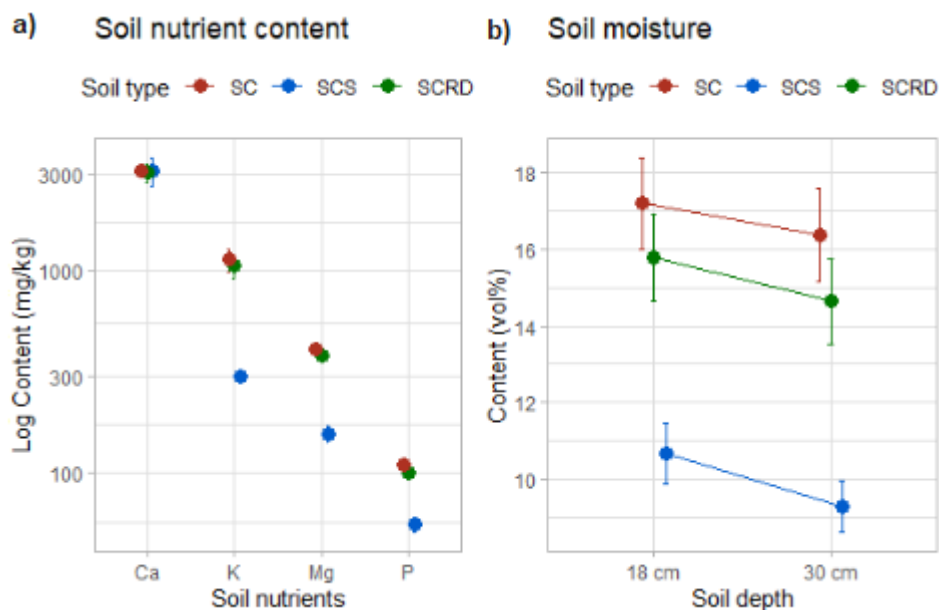 a) Soil nutrient content
Soil type SC SCS SCRD
Log Content (mg/kg)
3000
1000
300
100
Ca K Mg P
Soil nutrients
b) Soil moisture
Soil type SC SCS SCRD
Content (vol%)
18
16
14
12
10
18 cm 30 cm
Soil depth